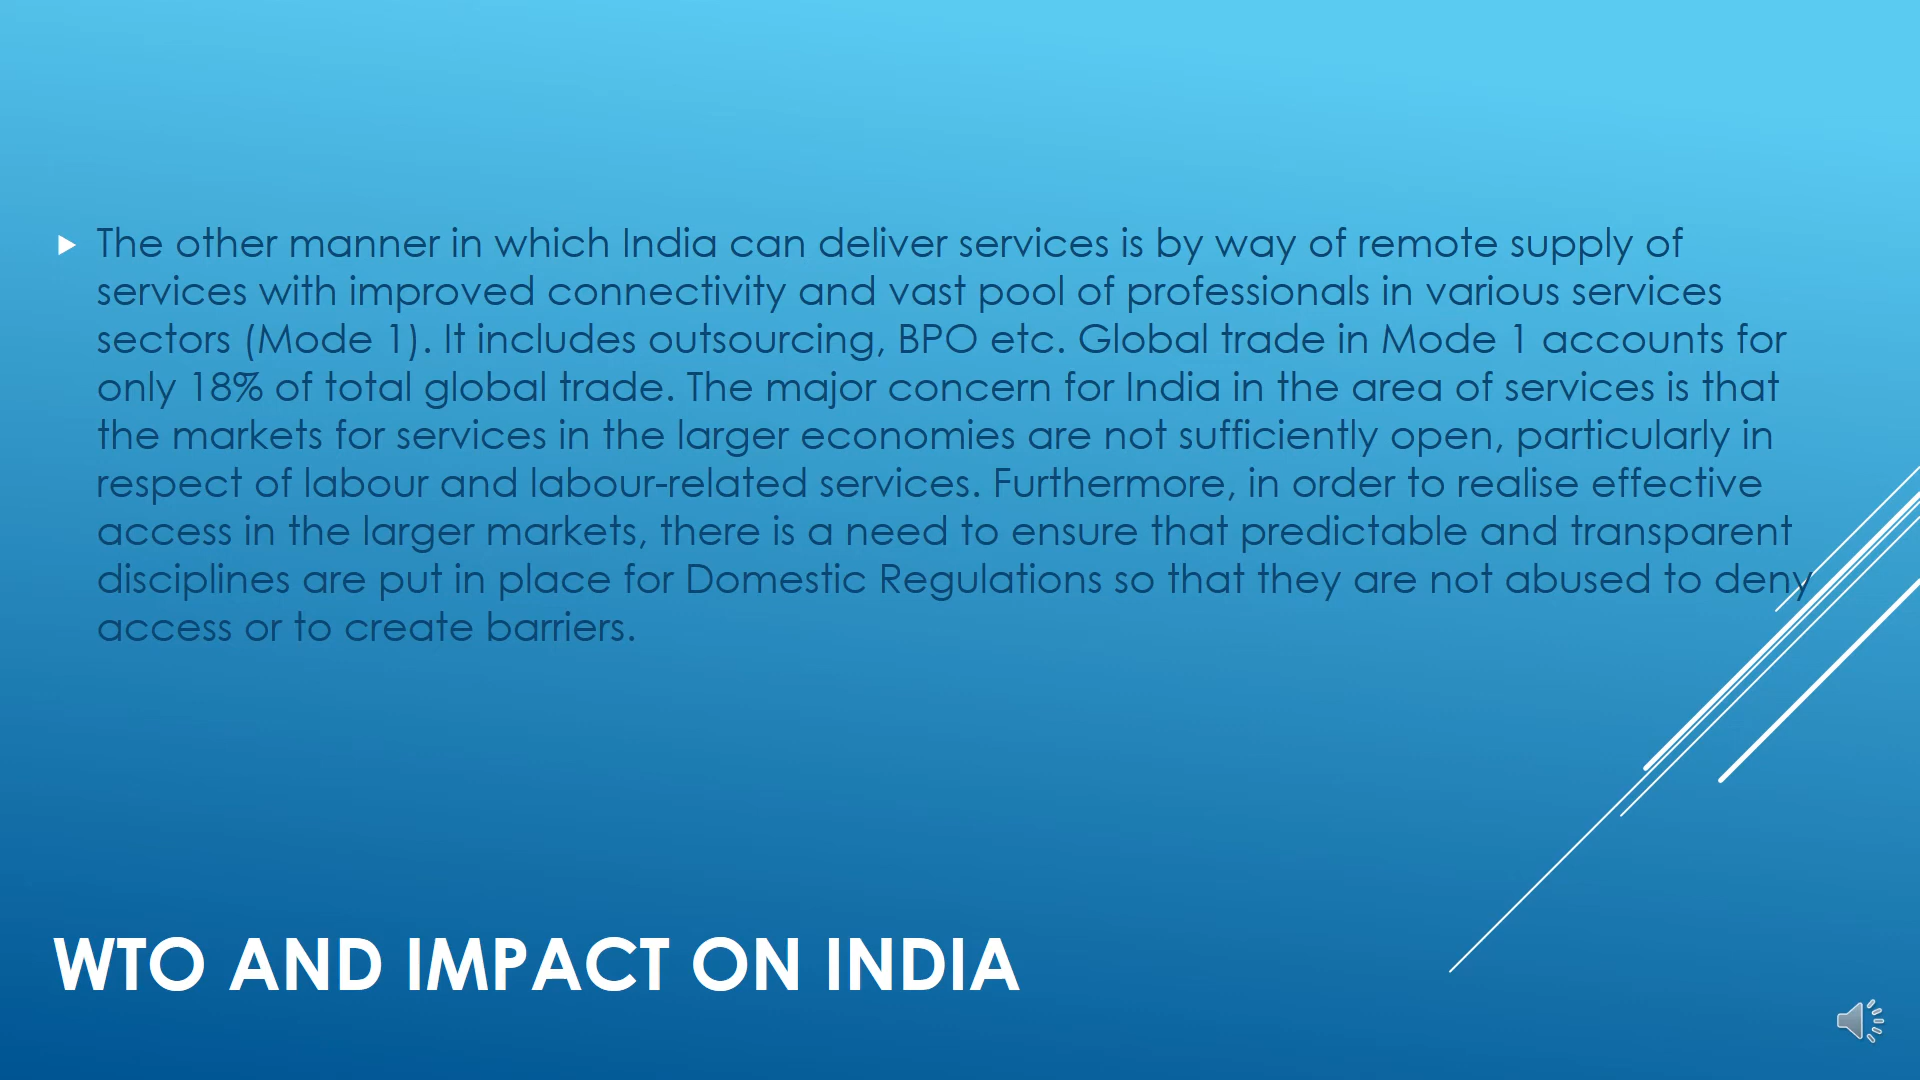 The other manner in which India can deliver services is by way of remote supply of
services with improved connectivity and vast pool of professionals in various services
sectors (Mode 1). It includes outsourcing, BPO etc. Global trade in Mode 1 accounts for
only 18% of total global trade. The major concern for India in the area of services is that
the markets for services in the larger economies are not sufficiently open, particularly in
respect of labour and labour-related services. Furthermore, in order to realise effective
access in the larger markets, there is a need to ensure that predictable and transparent
disciplines are put in place for Domestic Regulations so that they are not abused to deny
access or to create barriers.
WTO AND IMPACT ON INDIA